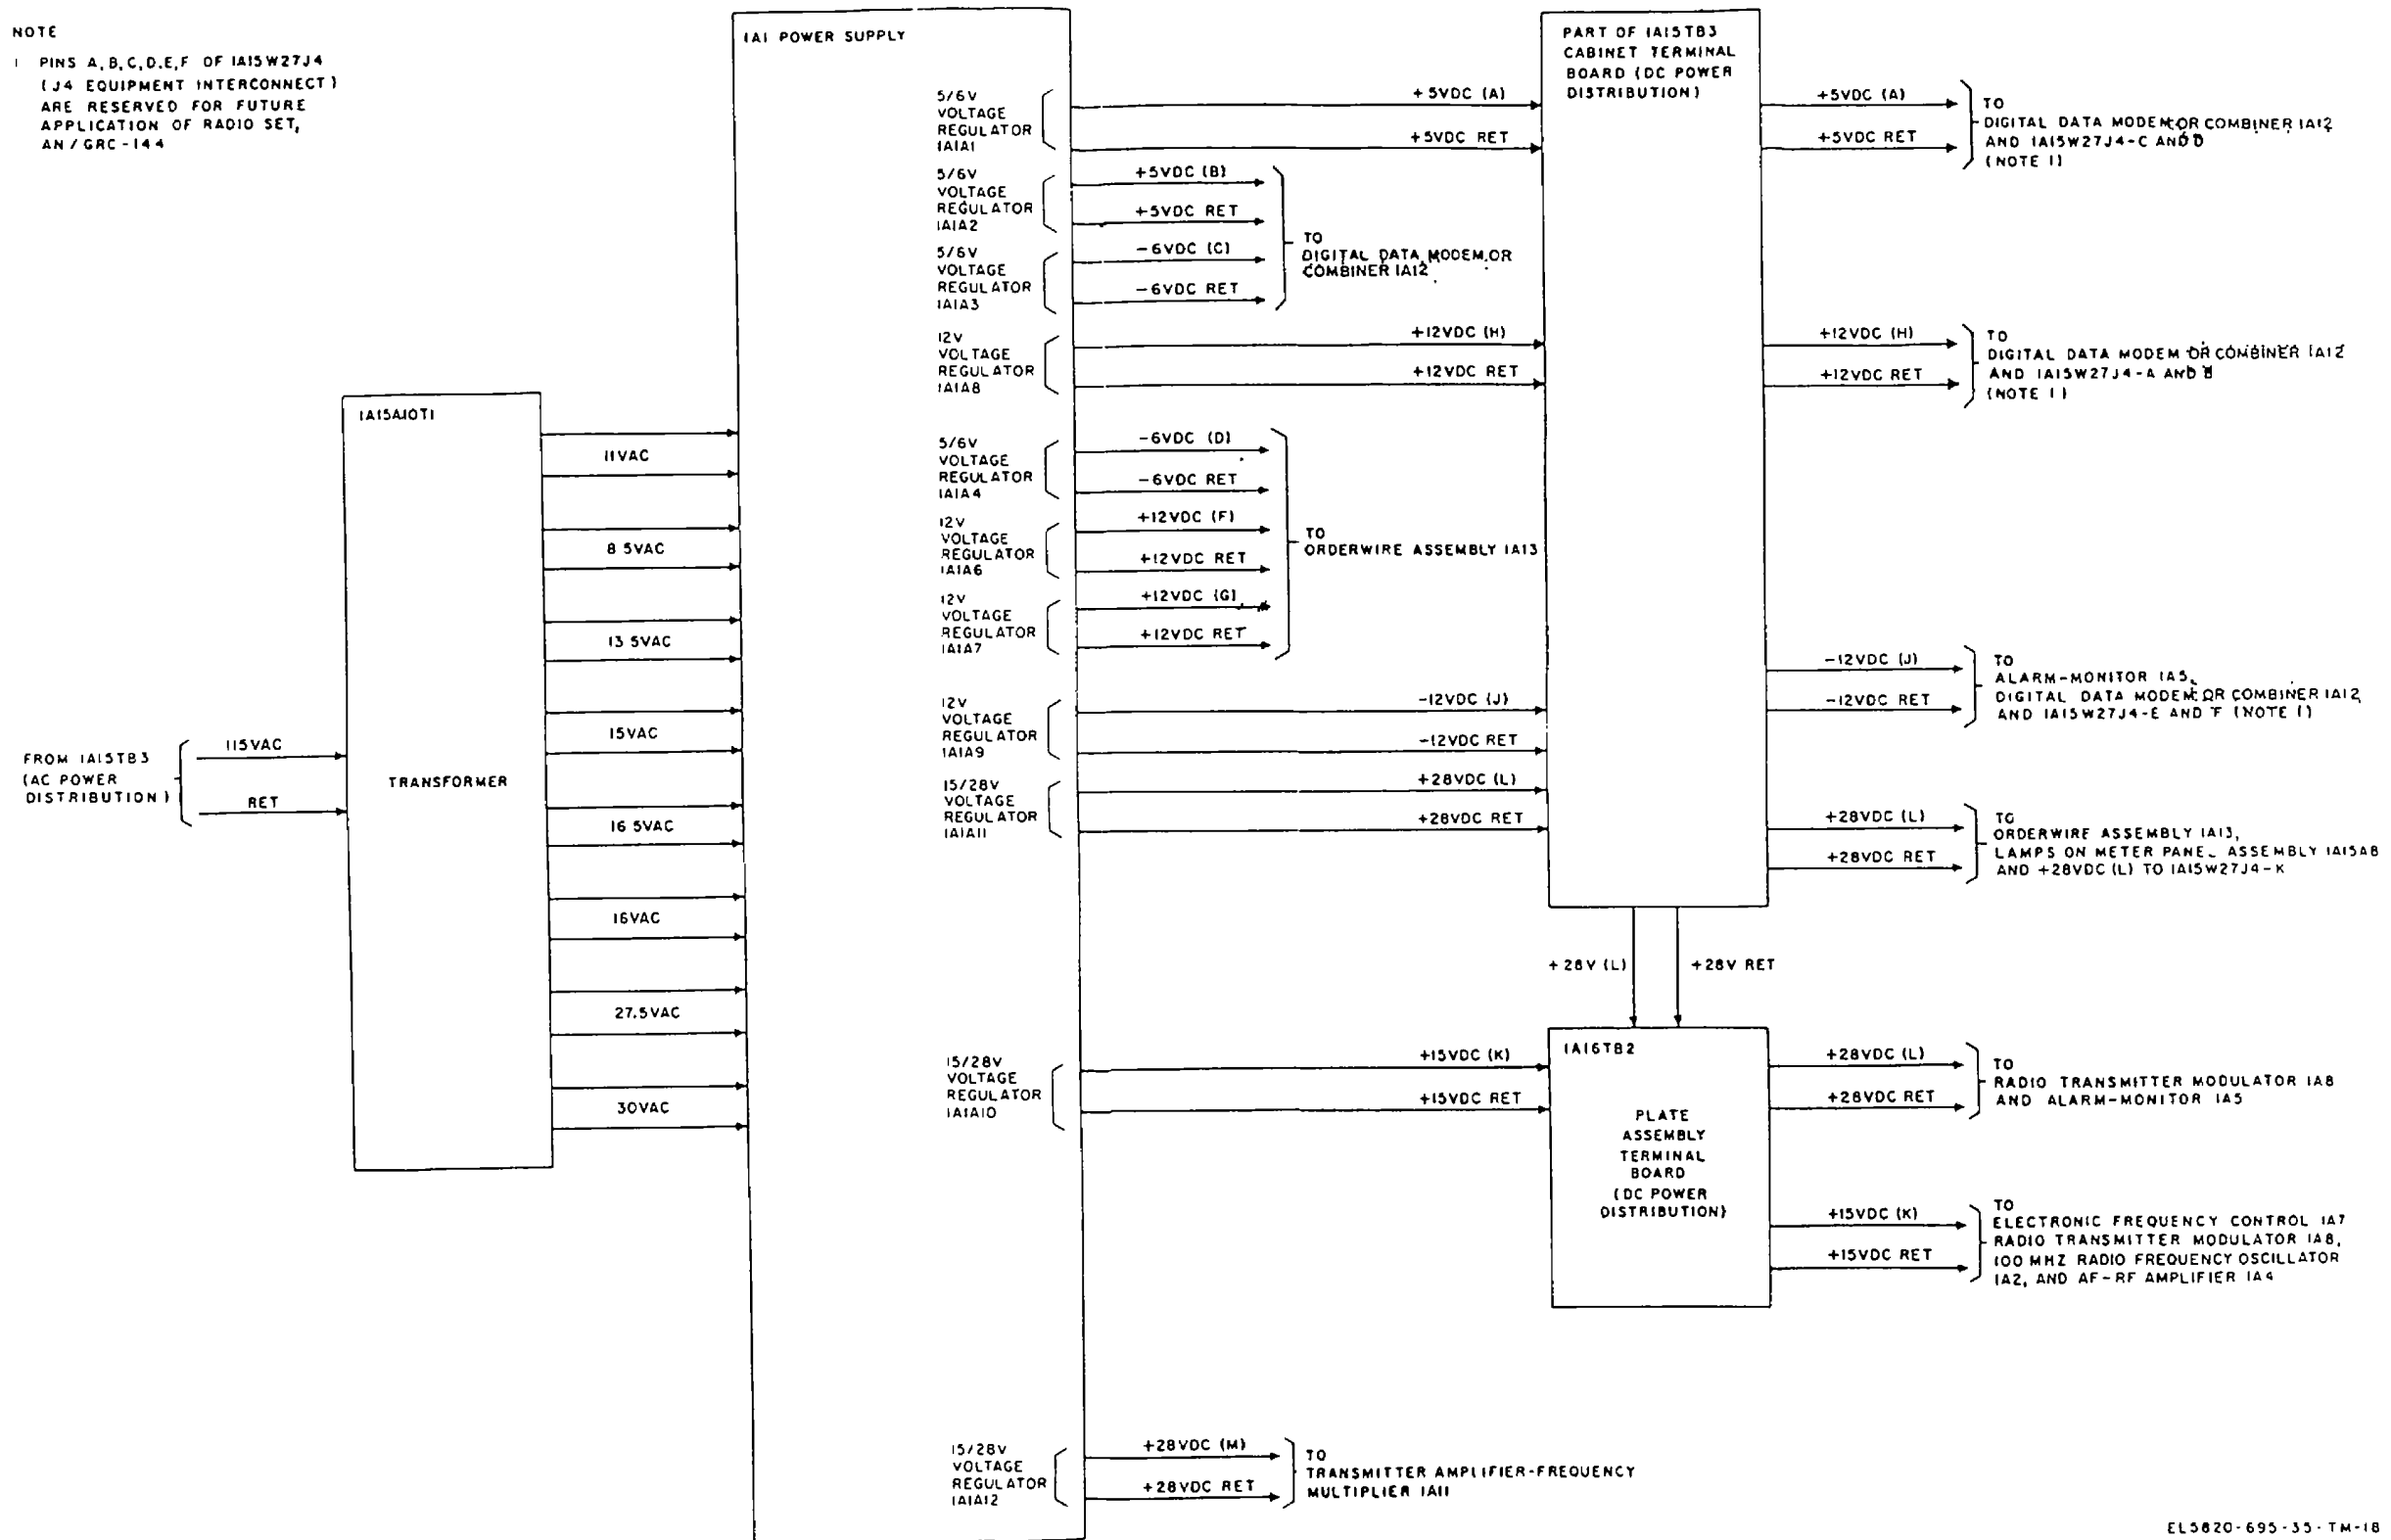 NOTE
1 PINS A,B,C,D,E,F OF 1A15W27J4
(J4 EQUIPMENT INTERCONNECT)
ARE RESERVED FOR FUTURE
APPLICATION OF RADIO SET,
AN/GRC-144
FROM 1A15TB3
(AC POWER
DISTRIBUTION)
115VAC
RET
1A15A10T1
TRANSFORMER
11VAC
8 5VAC
13 5VAC
15VAC
16 5VAC
16VAC
27.5VAC
30VAC
1A1 POWER SUPPLY
5/6V
VOLTAGE
REGULATOR
1A1A1
+5VDC (A)
+5VDC RET
5/6V
VOLTAGE
REGULATOR
1A1A2
+5VDC (B)
+5VDC RET
5/6V
VOLTAGE
REGULATOR
1A1A3
-6VDC (C)
-6VDC RET
TO
DIGITAL DATA MODEM OR
COMBINER 1A12
12V
VOLTAGE
REGULATOR
1A1A8
+12VDC (H)
+12VDC RET
5/6V
VOLTAGE
REGULATOR
1A1A4
-6VDC (D)
-6VDC RET
12V
VOLTAGE
REGULATOR
1A1A6
+12VDC (F)
+12VDC RET
12V
VOLTAGE
REGULATOR
1A1A7
+12VDC (G)
+12VDC RET
TO
ORDERWIRE ASSEMBLY 1A13
12V
VOLTAGE
REGULATOR
1A1A9
-12VDC (J)
-12VDC RET
15/28V
VOLTAGE
REGULATOR
1A1A11
+28VDC (L)
+28VDC RET
15/28V
VOLTAGE
REGULATOR
1A1A10
+15VDC (K)
+15VDC RET
15/28V
VOLTAGE
REGULATOR
1A1A12
+28VDC (M)
+28VDC RET
TO
TRANSMITTER AMPLIFIER-FREQUENCY
MULTIPLIER 1A11
PART OF 1A15TB3
CABINET TERMINAL
BOARD (DC POWER
DISTRIBUTION)
+5VDC (A)
+5VDC RET
TO
DIGITAL DATA MODEM OR COMBINER 1A12
AND 1A15W27J4-C AND D
(NOTE 1)
+12VDC (H)
+12VDC RET
TO
DIGITAL DATA MODEM OR COMBINER 1A12
AND 1A15W27J4-A AND B
(NOTE 1)
-12VDC (J)
-12VDC RET
TO
ALARM-MONITOR 1A5,
DIGITAL DATA MODEM OR COMBINER 1A12,
AND 1A15W27J4-E AND F (NOTE 1)
+28VDC (L)
+28VDC RET
TO
ORDERWIRE ASSEMBLY 1A13,
LAMPS ON METER PANEL ASSEMBLY 1A15A8
AND +28VDC (L) TO 1A15W27J4-K
+28V (L)
+28V RET
1A16TB2
PLATE
ASSEMBLY
TERMINAL
BOARD
(DC POWER
DISTRIBUTION)
+28VDC (L)
+28VDC RET
TO
RADIO TRANSMITTER MODULATOR 1A8
AND ALARM-MONITOR 1A5
+15VDC (K)
+15VDC RET
TO
ELECTRONIC FREQUENCY CONTROL 1A7
RADIO TRANSMITTER MODULATOR 1A8,
100 MHZ RADIO FREQUENCY OSCILLATOR
1A2, AND AF-RF AMPLIFIER 1A4
EL5820-695-35-TM-18